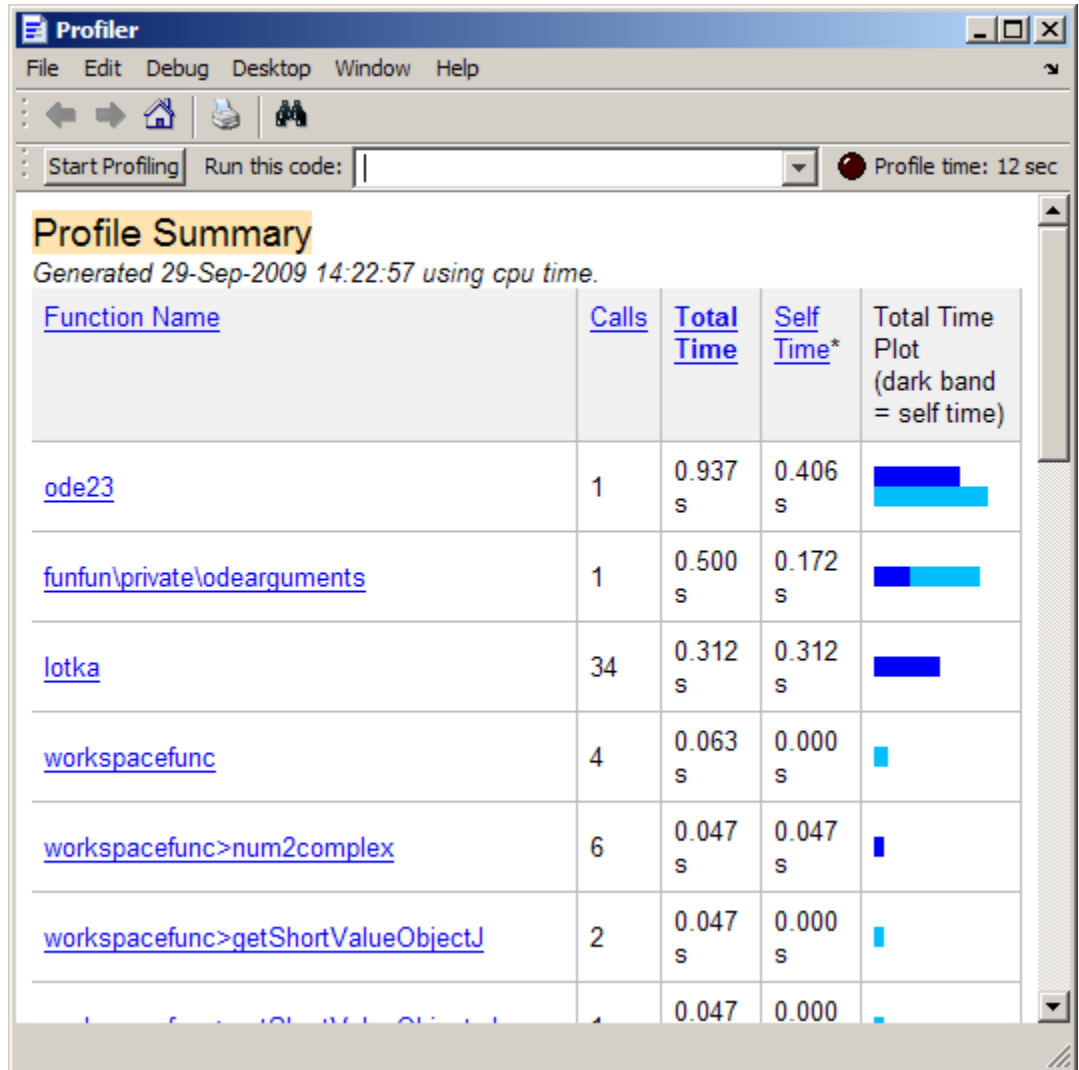 Profiler
File Edit Debug Desktop Window Help
Start Profiling Run this code: Profile time: 12 sec
Profile Summary
Generated 29-Sep-2009 14:22:57 using cpu time.
Function Name Calls Total Time Self Time* Total Time Plot (dark band = self time)
ode23 1 0.937 s 0.406 s
funfun\private\odearguments 1 0.500 s 0.172 s
lotka 34 0.312 s 0.312 s
workspacefunc 4 0.063 s 0.000 s
workspacefunc>num2complex 6 0.047 s 0.047 s
workspacefunc>getShortValueObjectJ 2 0.047 s 0.000 s
0.047 0.000